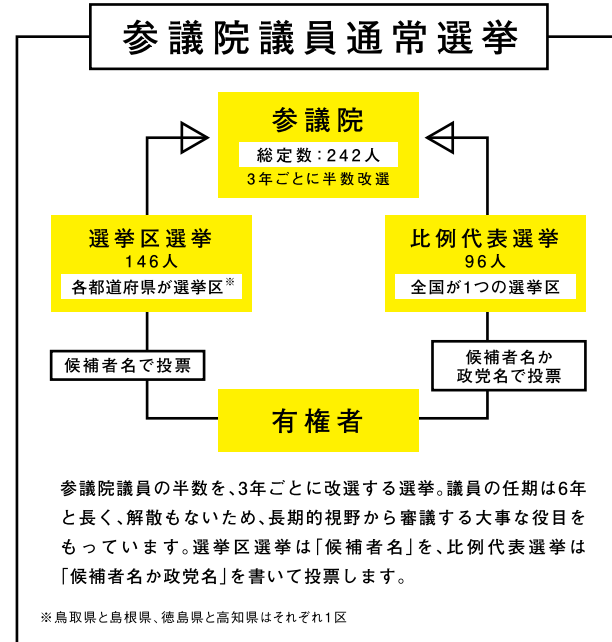 参議院議員通常選挙
参議院
総定数：242人
3年ごとに半数改選
選挙区選挙
146人
各都道府県が選挙区※
比例代表選挙
96人
全国が1つの選挙区
候補者名で投票
候補者名か
政党名で投票
有権者
参議院議員の半数を、3年ごとに改選する選挙。議員の任期は6年
と長く、解散もないため、長期的視野から審議する大事な役目を
もっています。選挙区選挙は「候補者名」を、比例代表選挙は
「候補者名か政党名」を書いて投票します。
※鳥取県と島根県、徳島県と高知県はそれぞれ1区